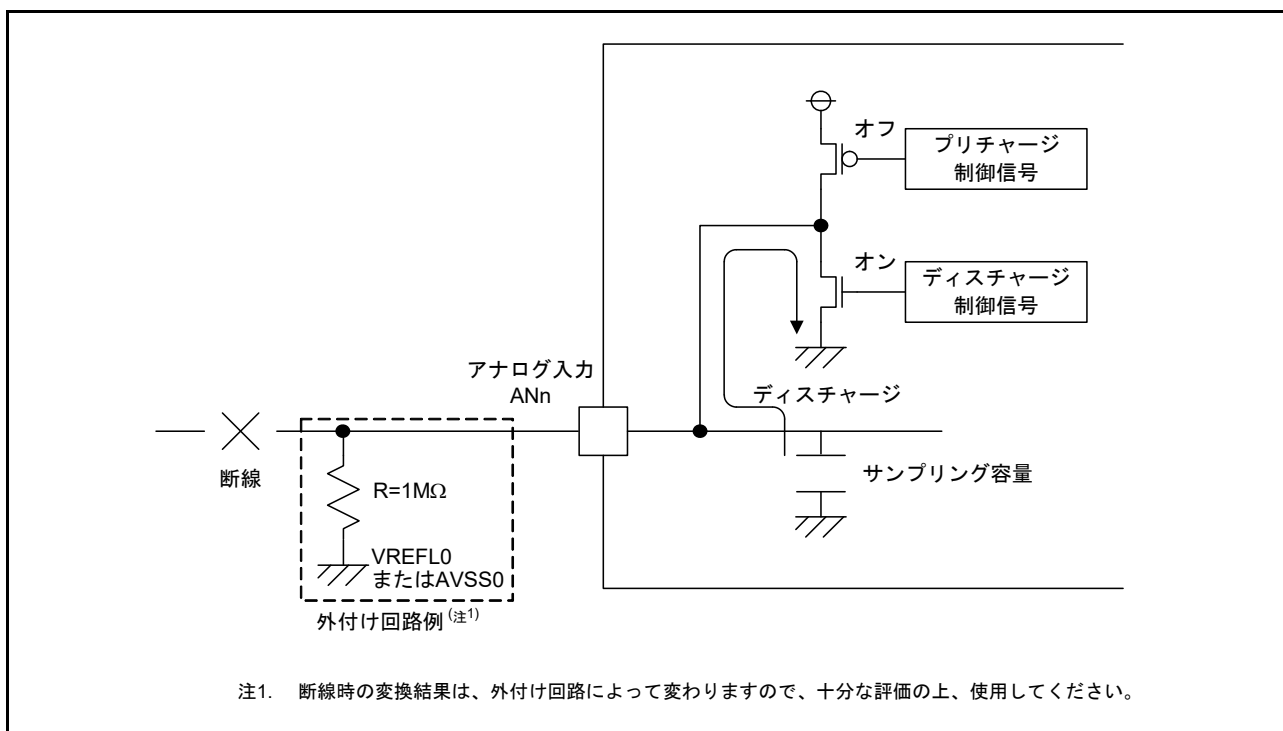 オフ
プリチャージ
制御信号
オン
ディスチャージ
制御信号
アナログ入力
ANn
ディスチャージ
断線
R=1MΩ
サンプリング容量
VREFL0
またはAVSS0
外付け回路例(注1)
注1. 断線時の変換結果は、外付け回路によって変わりますので、十分な評価の上、使用してください。